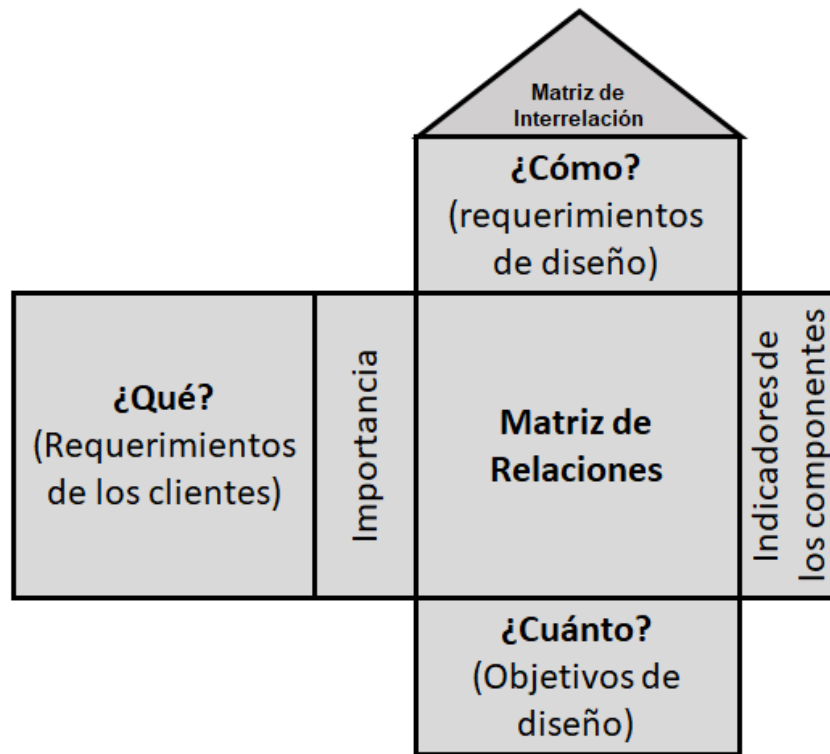 Matriz de
Interrelación
¿Cómo?
(requerimientos
de diseño)
¿Qué?
(Requerimientos
de los clientes)
Importancia
Matriz de
Relaciones
Indicadores de
los componentes
¿Cuánto?
(Objetivos de
diseño)